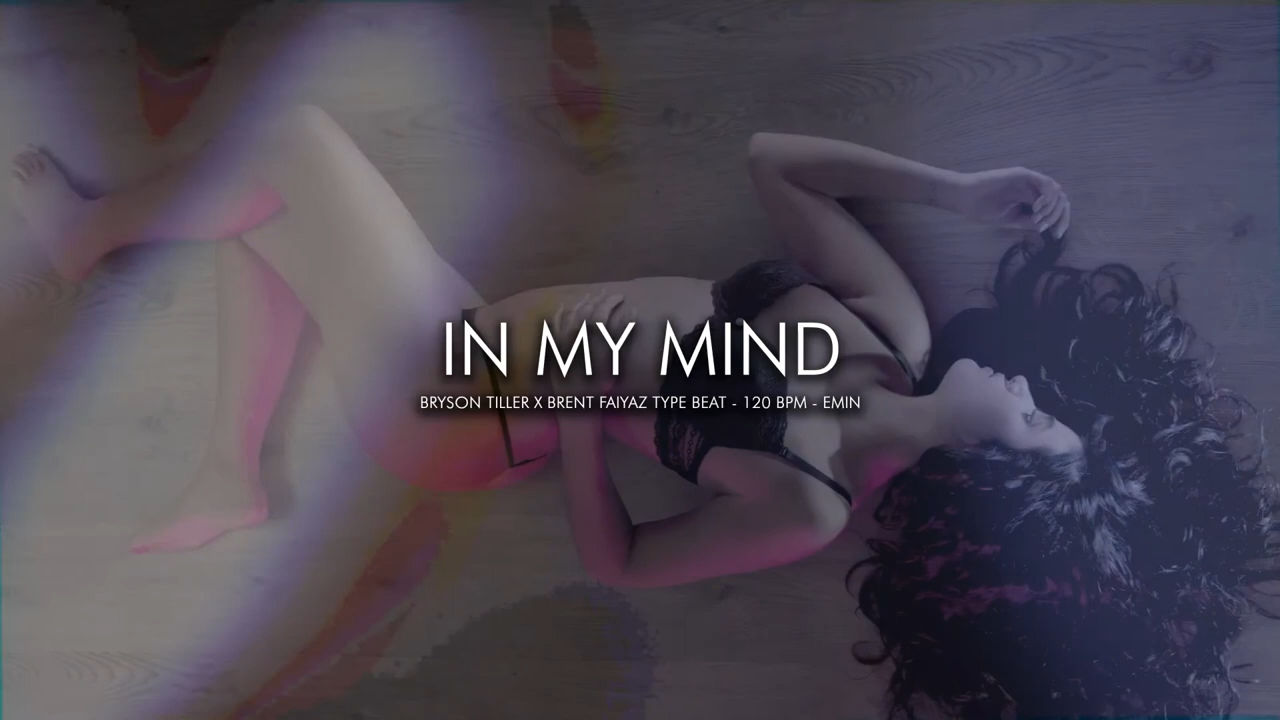 IN MY MIND
BRYSON TILLER X BRENT FAIYAZ TYPE BEAT - 120 BPM - EMIN